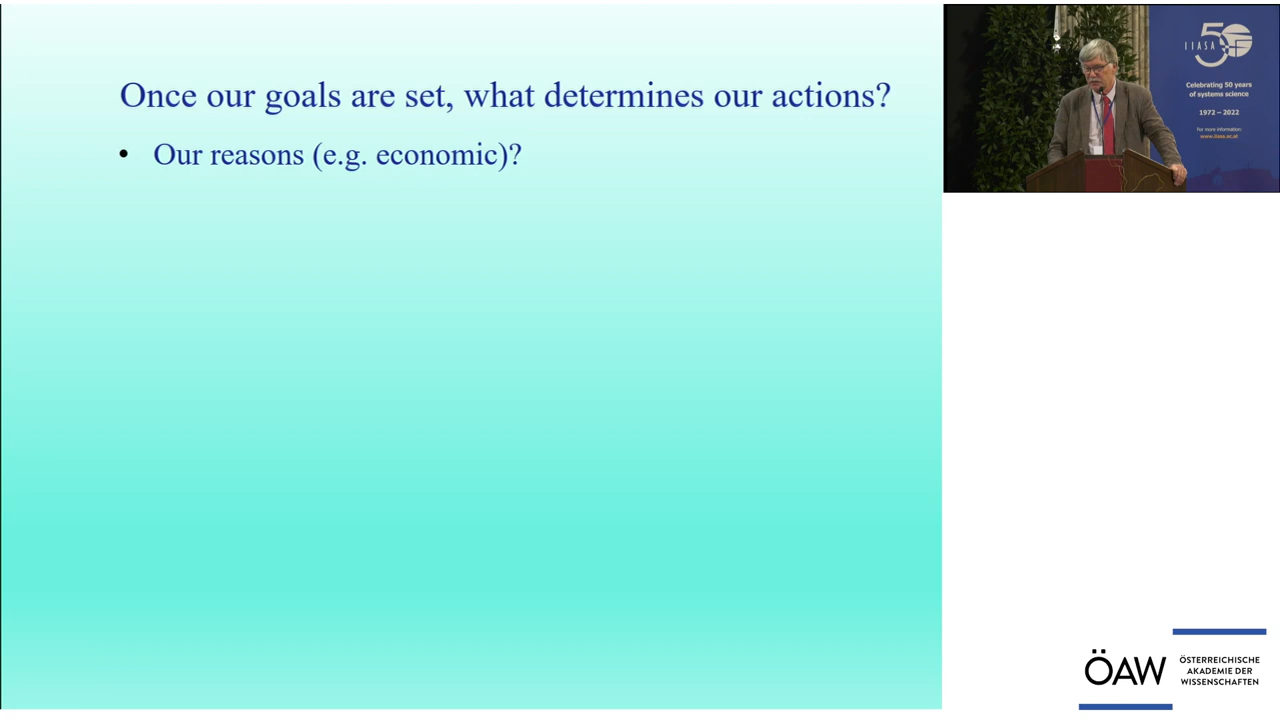 Once our goals are set, what determines our actions?
• Our reasons (e.g. economic)?
50
IIASA
Celebrating 50 years
of systems science
1972 – 2022
For more information:
www.iiasa.ac.at
ÖAW
ÖSTERREICHISCHE
AKADEMIE DER
WISSENSCHAFTEN